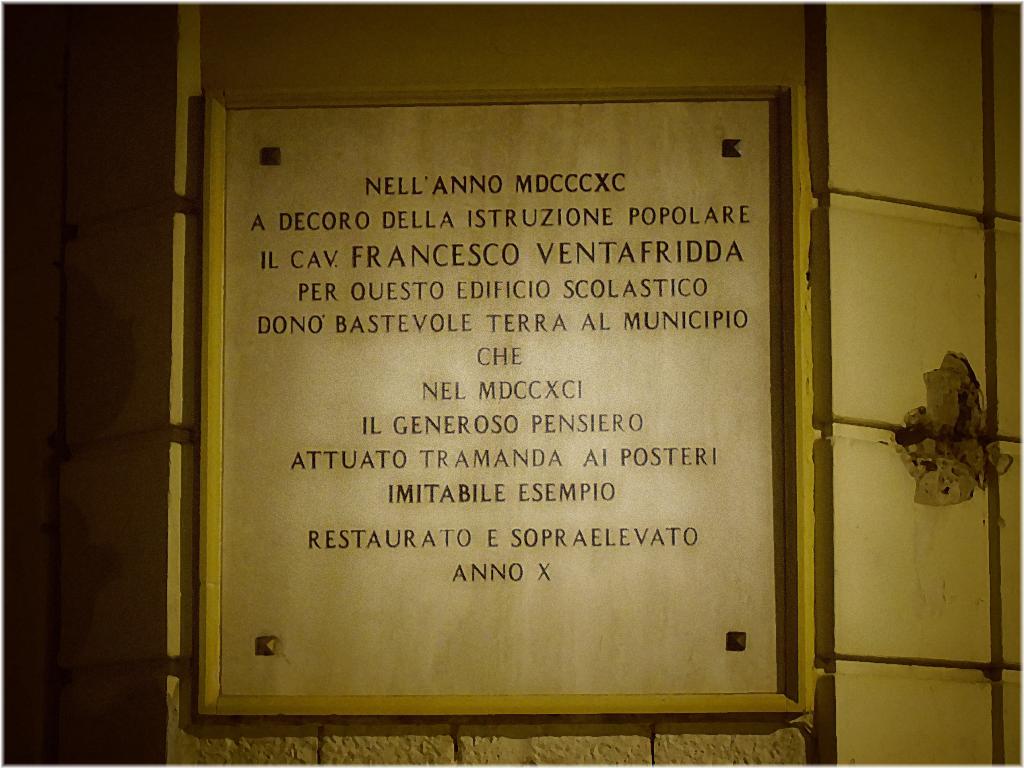 NELL'ANNO MDCCCXC
A DECORO DELLA ISTRUZIONE POPOLARE
IL CAV. FRANCESCO VENTAFRIDDA
PER QUESTO EDIFICIO SCOLASTICO
DONO' BASTEVOLE TERRA AL MUNICIPIO
CHE
NEL MDCCXCI
IL GENEROSO PENSIERO
ATTUATO TRAMANDA AI POSTERI
IMITABILE ESEMPIO
RESTAURATO E SOPRAELEVATO
ANNO X